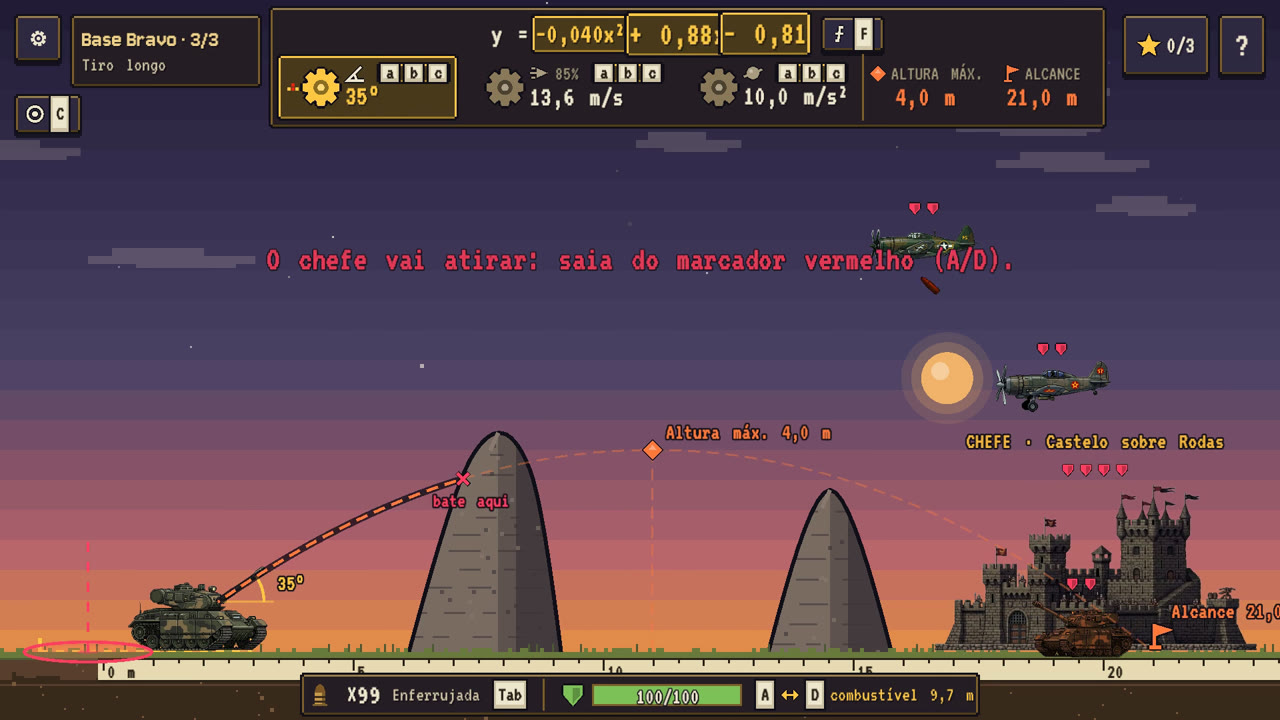 Base Bravo · 3/3
Tiro longo
C
y = -0,040x² + 0,88 - 0,81
f F
35º a b c
85% a b c
13,6 m/s
a b c
10,0 m/s²
ALTURA MÁX.
4,0 m
ALCANCE
21,0 m
0/3
?
O chefe vai atirar: saia do marcador vermelho (A/D).
Altura máx. 4,0 m
CHEFE · Castelo sobre Rodas
bate aqui
35º
Alcance 21,0
0 m 5 10 15 20
X99 Enferrujada Tab 100/100 A ↔ D combustível 9,7 m